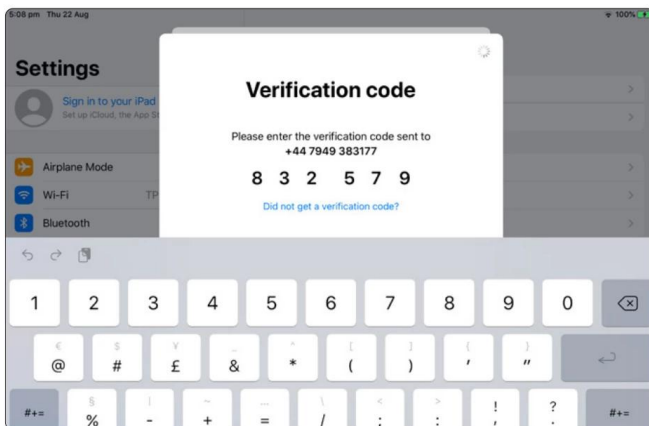 5:08 pm Thu 22 Aug
100%
Settings
Sign in to your iPad
Set up iCloud, the App St
Airplane Mode
Wi-Fi TP
Bluetooth
Verification code
Please enter the verification code sent to
+44 7949 383177
8 3 2 5 7 9
Did not get a verification code?
1 2 3 4 5 6 7 8 9 0
€ $ ¥ _ ^ [ ] { }
@ # £ & * ( ) ' "
§ | ~ … \ < > ! ?
#+= % - + = / ; : , . #+=